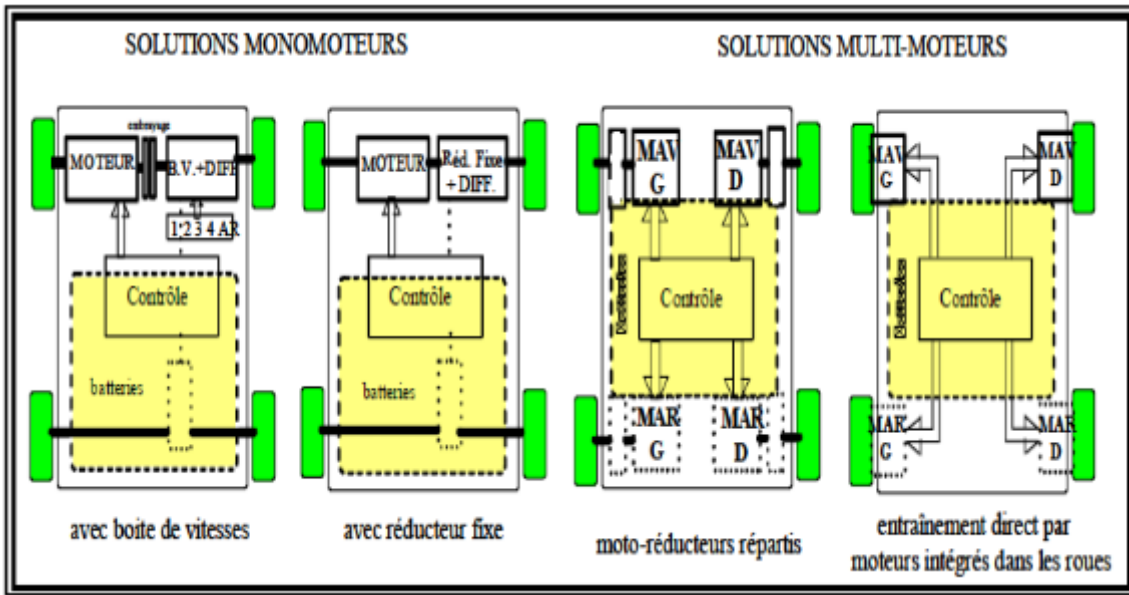 SOLUTIONS MONOMOTEURS
SOLUTIONS MULTI-MOTEURS
embrayage
MOTEUR
B.V.+DIFF
1 2 3 4 AR
Contrôle
batteries
avec boite de vitesses
MOTEUR
Réd. Fixe
+ DIFF.
Contrôle
batteries
avec réducteur fixe
MAV
G
MAV
D
Contrôle
MAR
G
MAR
D
moto-réducteurs répartis
MAV
G
MAV
D
Contrôle
MAR
G
MAR
D
entraînement direct par
moteurs intégrés dans les roues